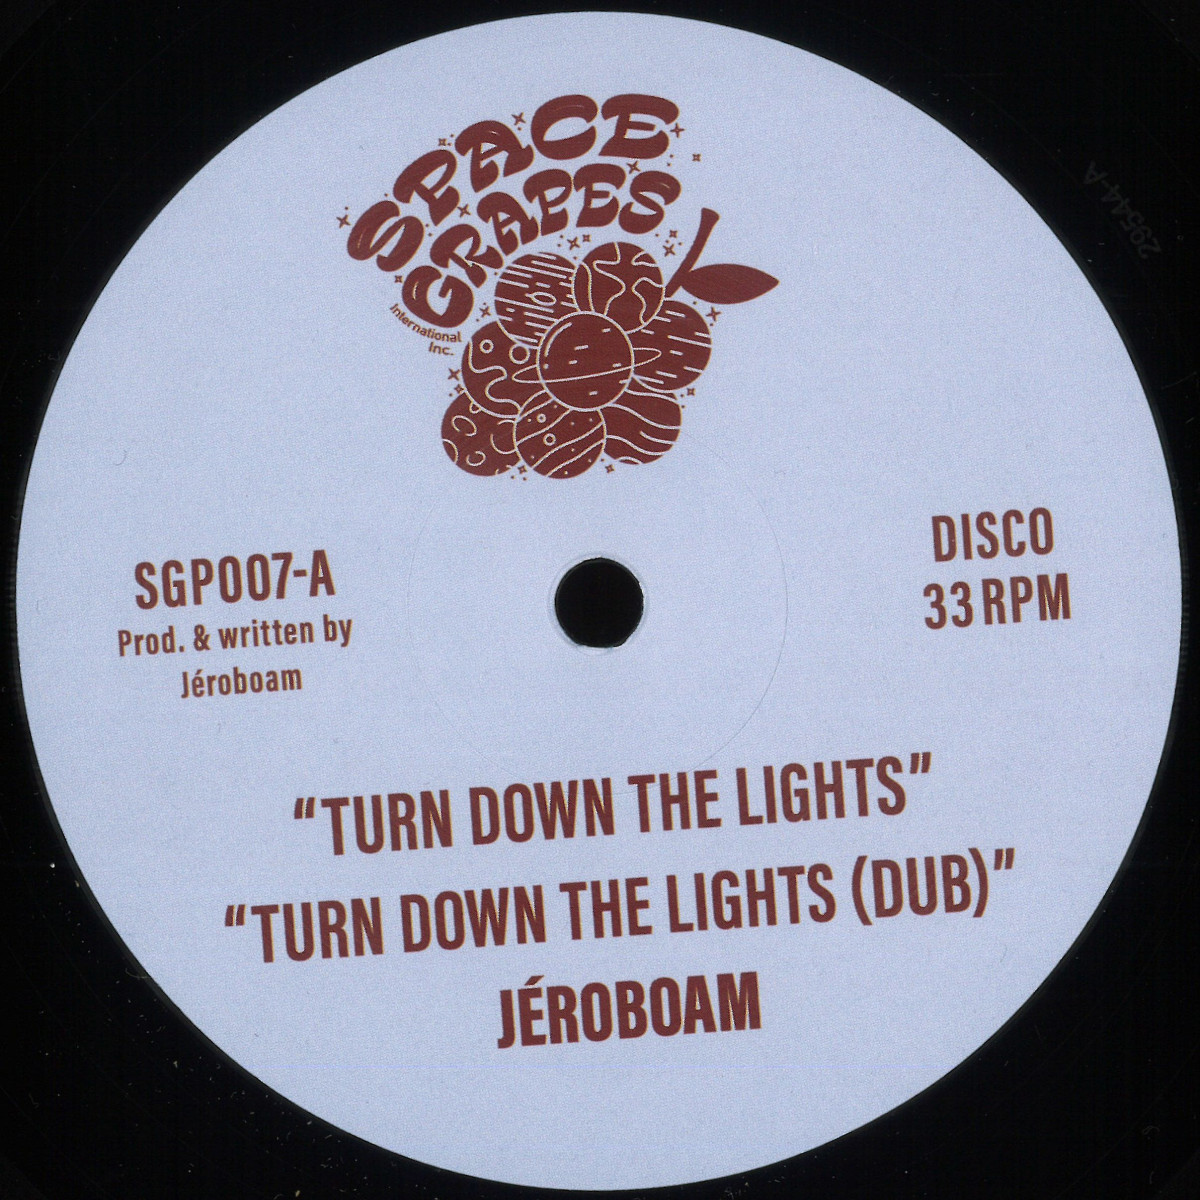 SPACE
GRAPES
International
Inc.
SGP007-A
Prod. & written by
Jéroboam
DISCO
33 RPM
“TURN DOWN THE LIGHTS”
“TURN DOWN THE LIGHTS (DUB)”
JÉROBOAM
29544-A